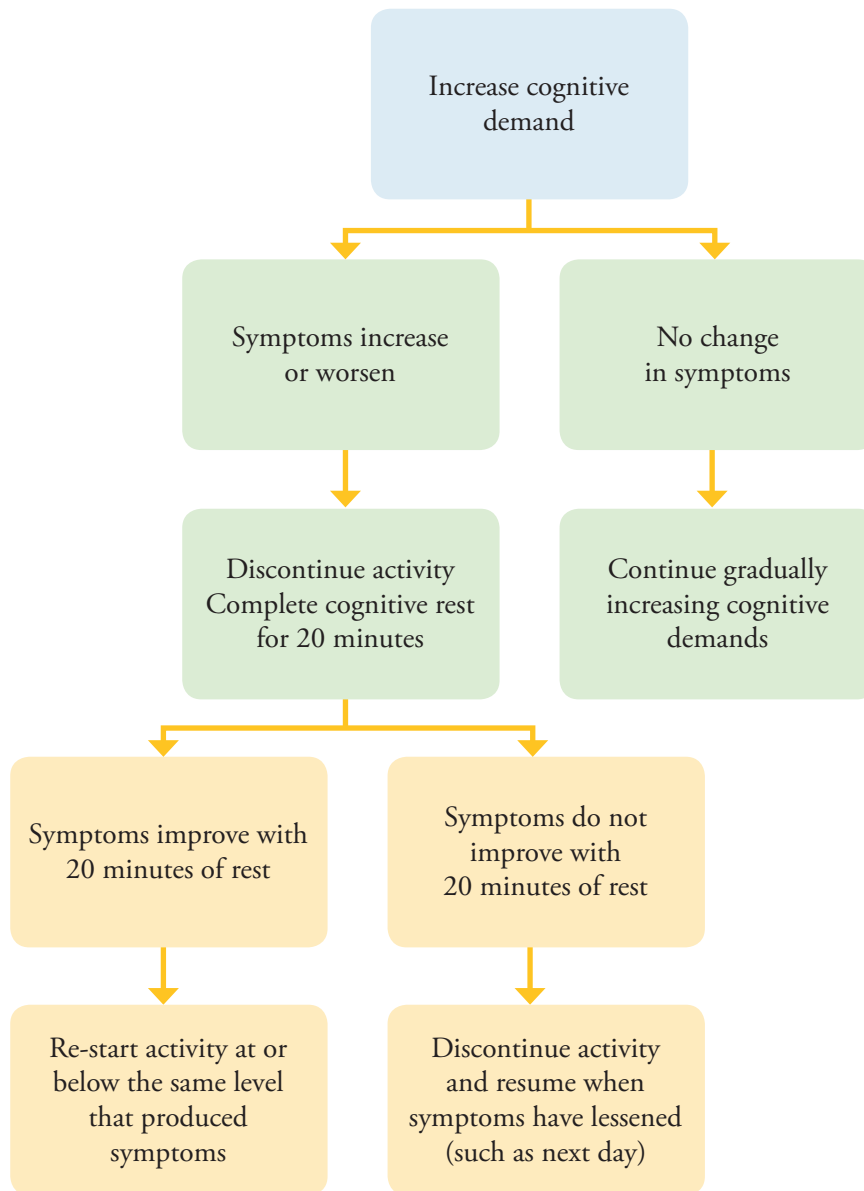 Increase cognitive
demand
Symptoms increase
or worsen
No change
in symptoms
Discontinue activity
Complete cognitive rest
for 20 minutes
Continue gradually
increasing cognitive
demands
Symptoms improve with
20 minutes of rest
Symptoms do not
improve with
20 minutes of rest
Re-start activity at or
below the same level
that produced
symptoms
Discontinue activity
and resume when
symptoms have lessened
(such as next day)